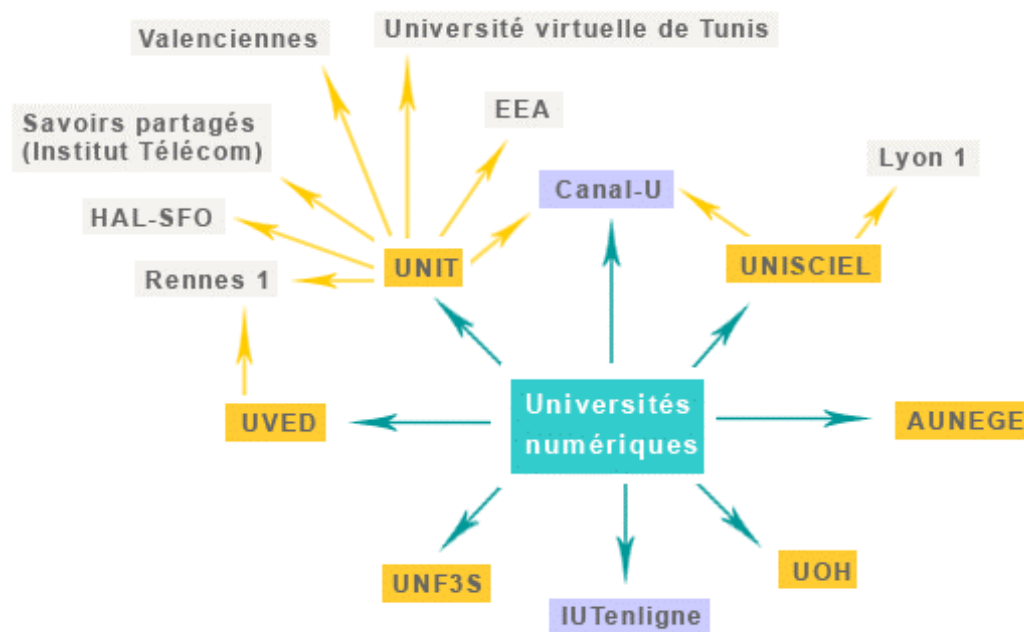 Université virtuelle de Tunis
Valenciennes
EEA
Savoirs partagés
(Institut Télécom)
Lyon 1
Canal-U
HAL-SFO
UNIT
UNISCIEL
Rennes 1
Universités
numériques
UVED
AUNEGE
UNF3S
UOH
IUTenligne